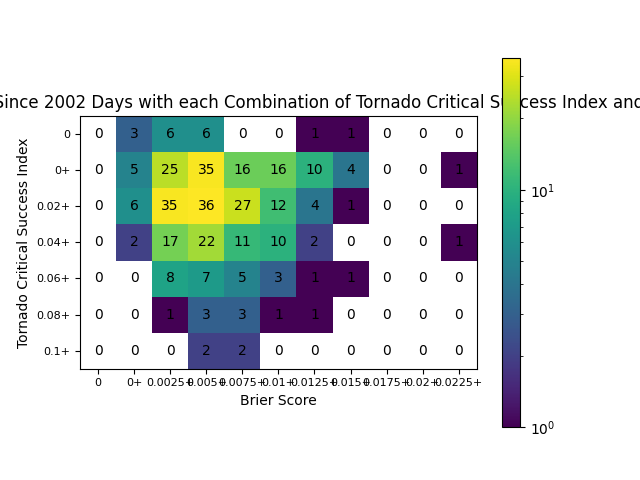 Since 2002 Days with each Combination of Tornado Critical Success Index and
Tornado Critical Success Index
0 0 3 6 6 0 0 1 1 0 0 0
0+ 0 5 25 35 16 16 10 4 0 0 1
0.02+ 0 6 35 36 27 12 4 1 0 0 0
0.04+ 0 2 17 22 11 10 2 0 0 0 1
0.06+ 0 0 8 7 5 3 1 1 0 0 0
0.08+ 0 0 1 3 3 1 1 0 0 0 0
0.1+ 0 0 0 2 2 0 0 0 0 0 0
0 0+ 0.0025+ 0.005+ 0.0075+ 0.01+ 0.0125+ 0.015+ 0.0175+ 0.02+ 0.0225+
Brier Score
10^1
10^0